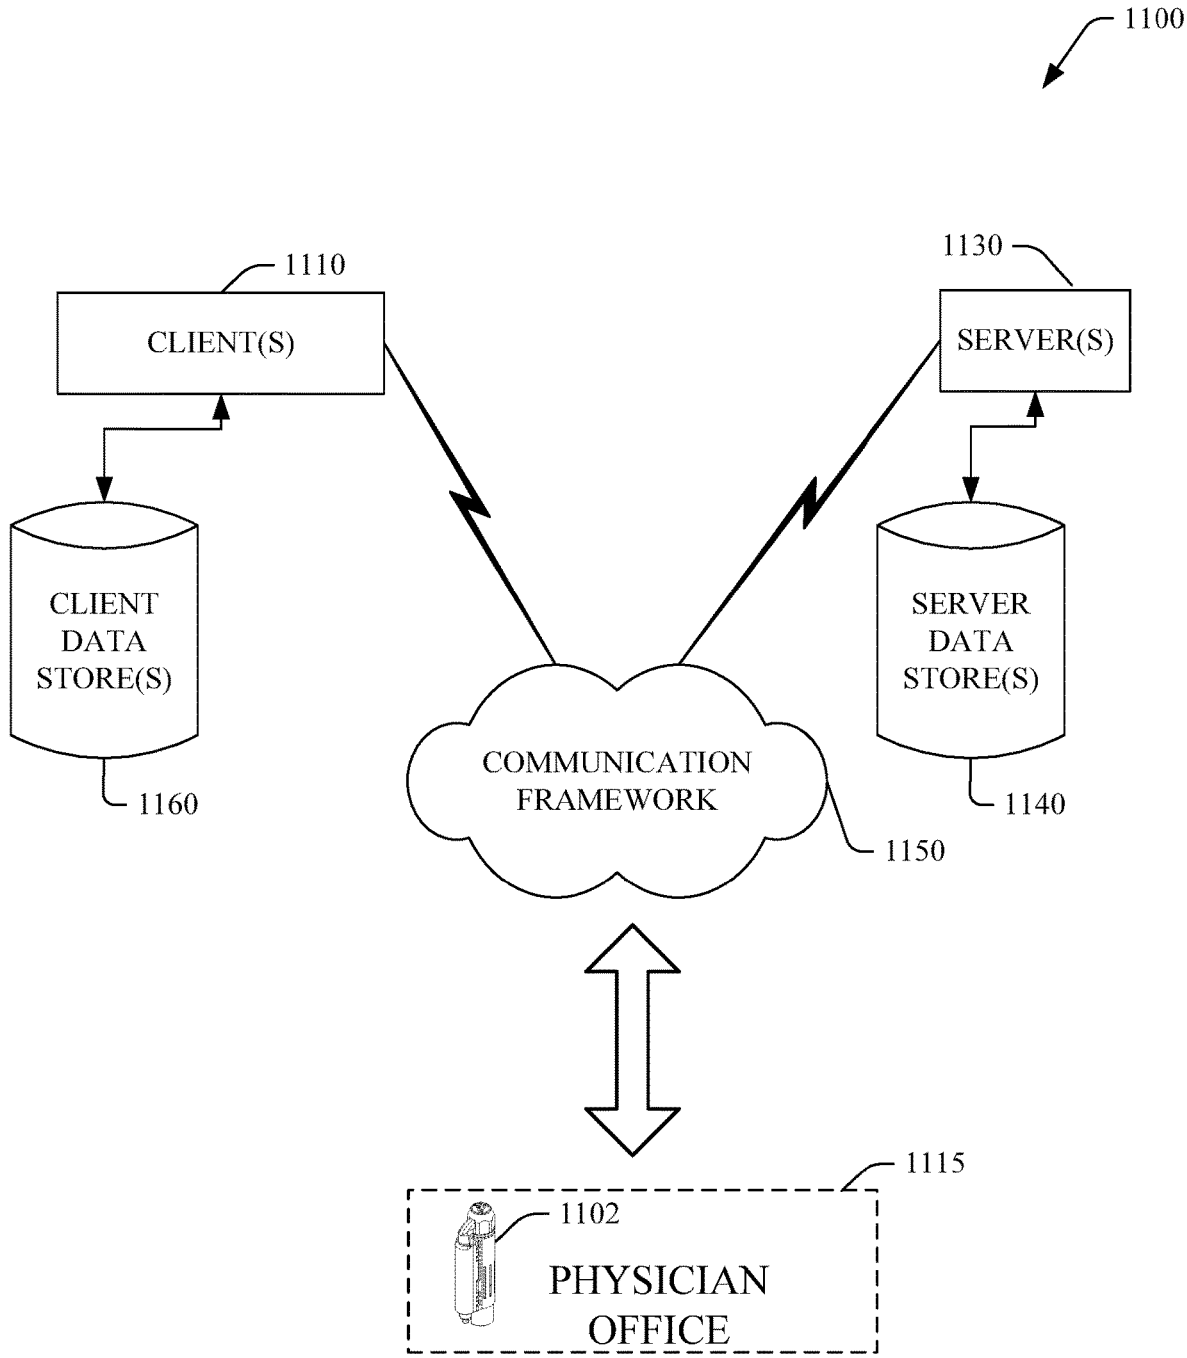 1100
1110
1130
CLIENT(S)
SERVER(S)
CLIENT
DATA
STORE(S)
SERVER
DATA
STORE(S)
COMMUNICATION
FRAMEWORK
1160
1140
1150
1115
1102
PHYSICIAN
OFFICE